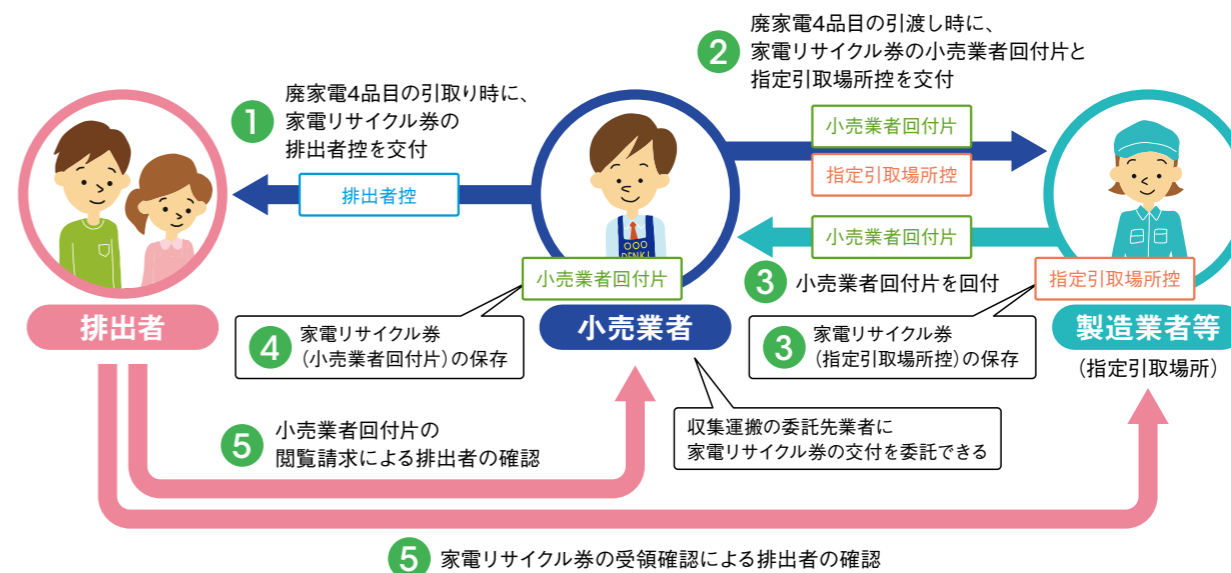 1
廃家電4品目の引取り時に、
家電リサイクル券の
排出者控を交付
排出者控
2
廃家電4品目の引渡し時に、
家電リサイクル券の小売業者回付片と
指定引取場所控を交付
小売業者回付片
指定引取場所控
小売業者回付片
3 小売業者回付片を回付
OOO
DENKI
小売業者回付片
指定引取場所控
排出者
小売業者
製造業者等
(指定引取場所)
4
家電リサイクル券
(小売業者回付片)の保存
3
家電リサイクル券
(指定引取場所控)の保存
収集運搬の委託先業者に
家電リサイクル券の交付を委託できる
5
小売業者回付片の
閲覧請求による排出者の確認
5 家電リサイクル券の受領確認による排出者の確認